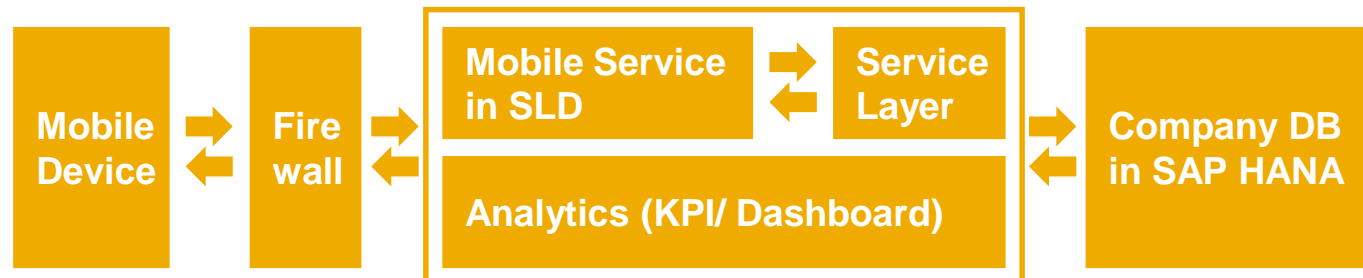 Mobile
Device
Fire
wall
Mobile Service
in SLD
Service
Layer
Analytics (KPI/ Dashboard)
Company DB
in SAP HANA